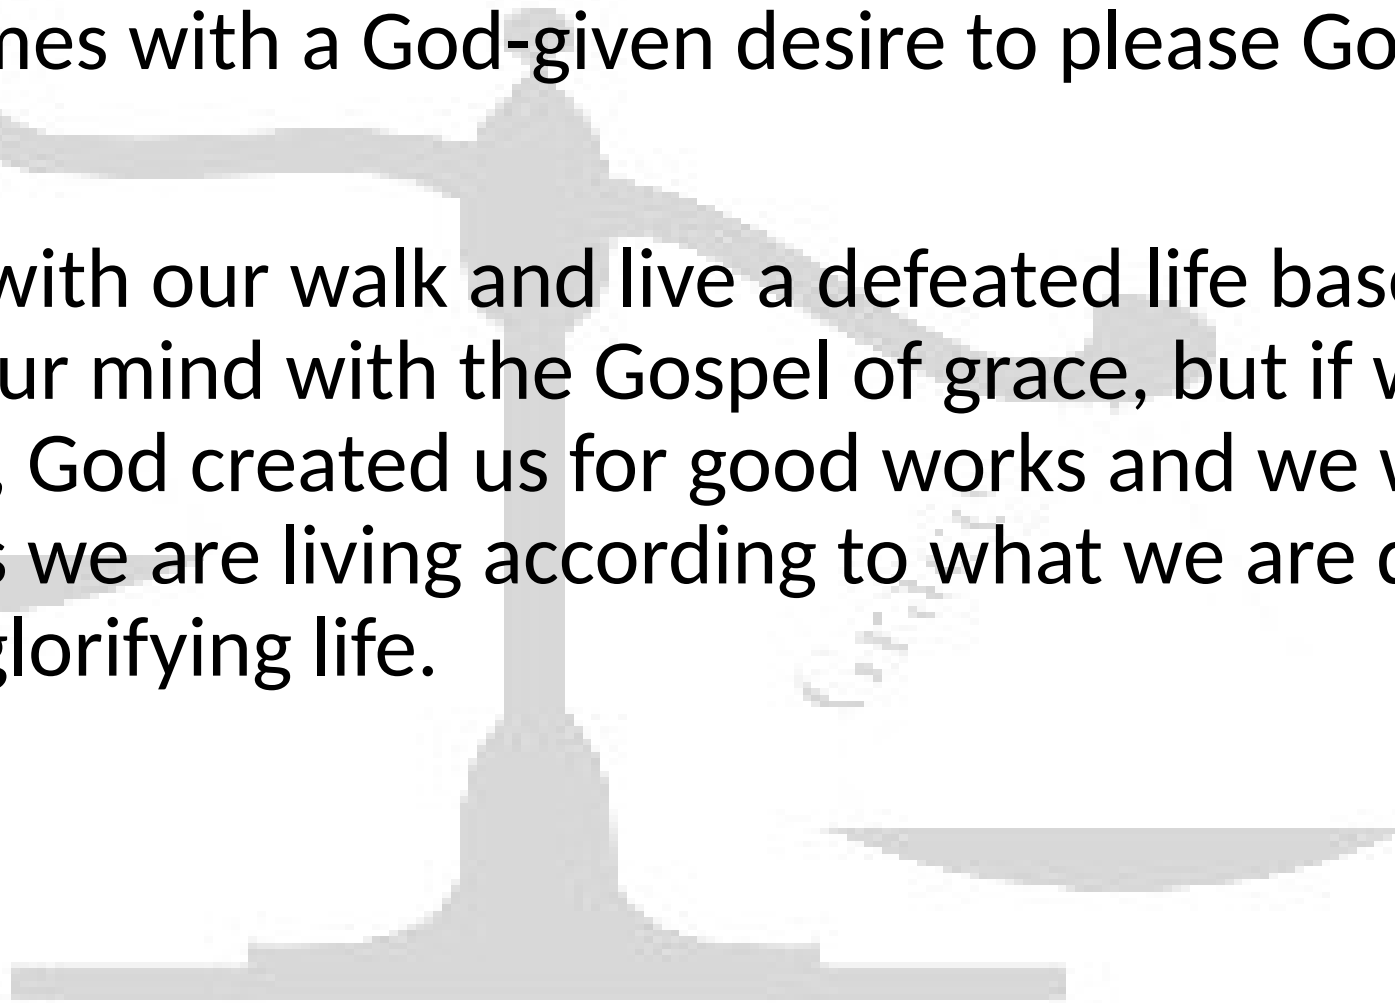 mes with a God-given desire to please Go
with our walk and live a defeated life base
ur mind with the Gospel of grace, but if w
, God created us for good works and we w
s we are living according to what we are c
glorifying life.